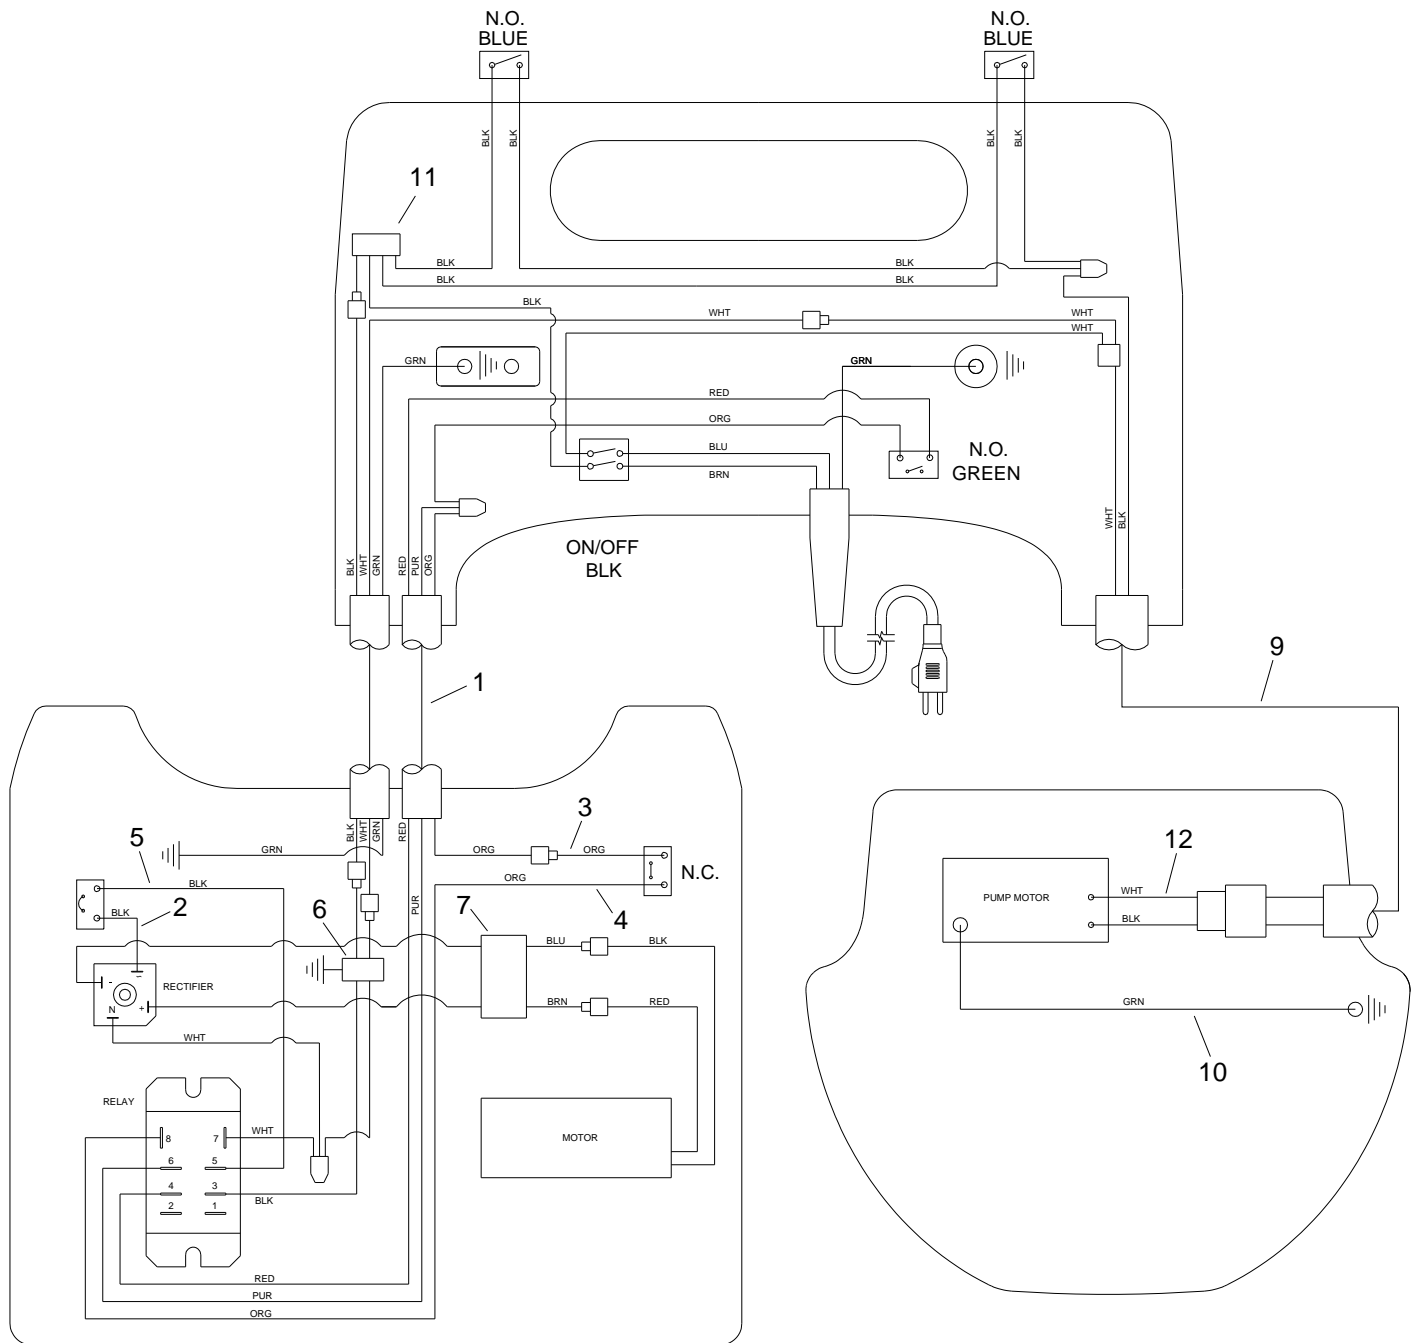 N.O.
BLUE
N.O.
BLUE
BLK
BLK
BLK
BLK
11
BLK
BLK
BLK
BLK
BLK
WHT
WHT
WHT
GRN
GRN
RED
ORG
BLU
BRN
N.O.
GREEN
ON/OFF
BLK
BLK
WHT
GRN
RED
PUR
ORG
WHT
BLK
1
9
BLK
WHT
GRN
RED
3
5
GRN
ORG
ORG
N.C.
12
BLK
ORG
4
2
BLK
PUR
WHT
PUMP MOTOR
BLK
6
7
BLU
BLK
-
RECTIFIER
N
+
BRN
RED
GRN
WHT
10
RELAY
8
7
WHT
MOTOR
6
5
4
3
BLK
2
1
RED
PUR
ORG